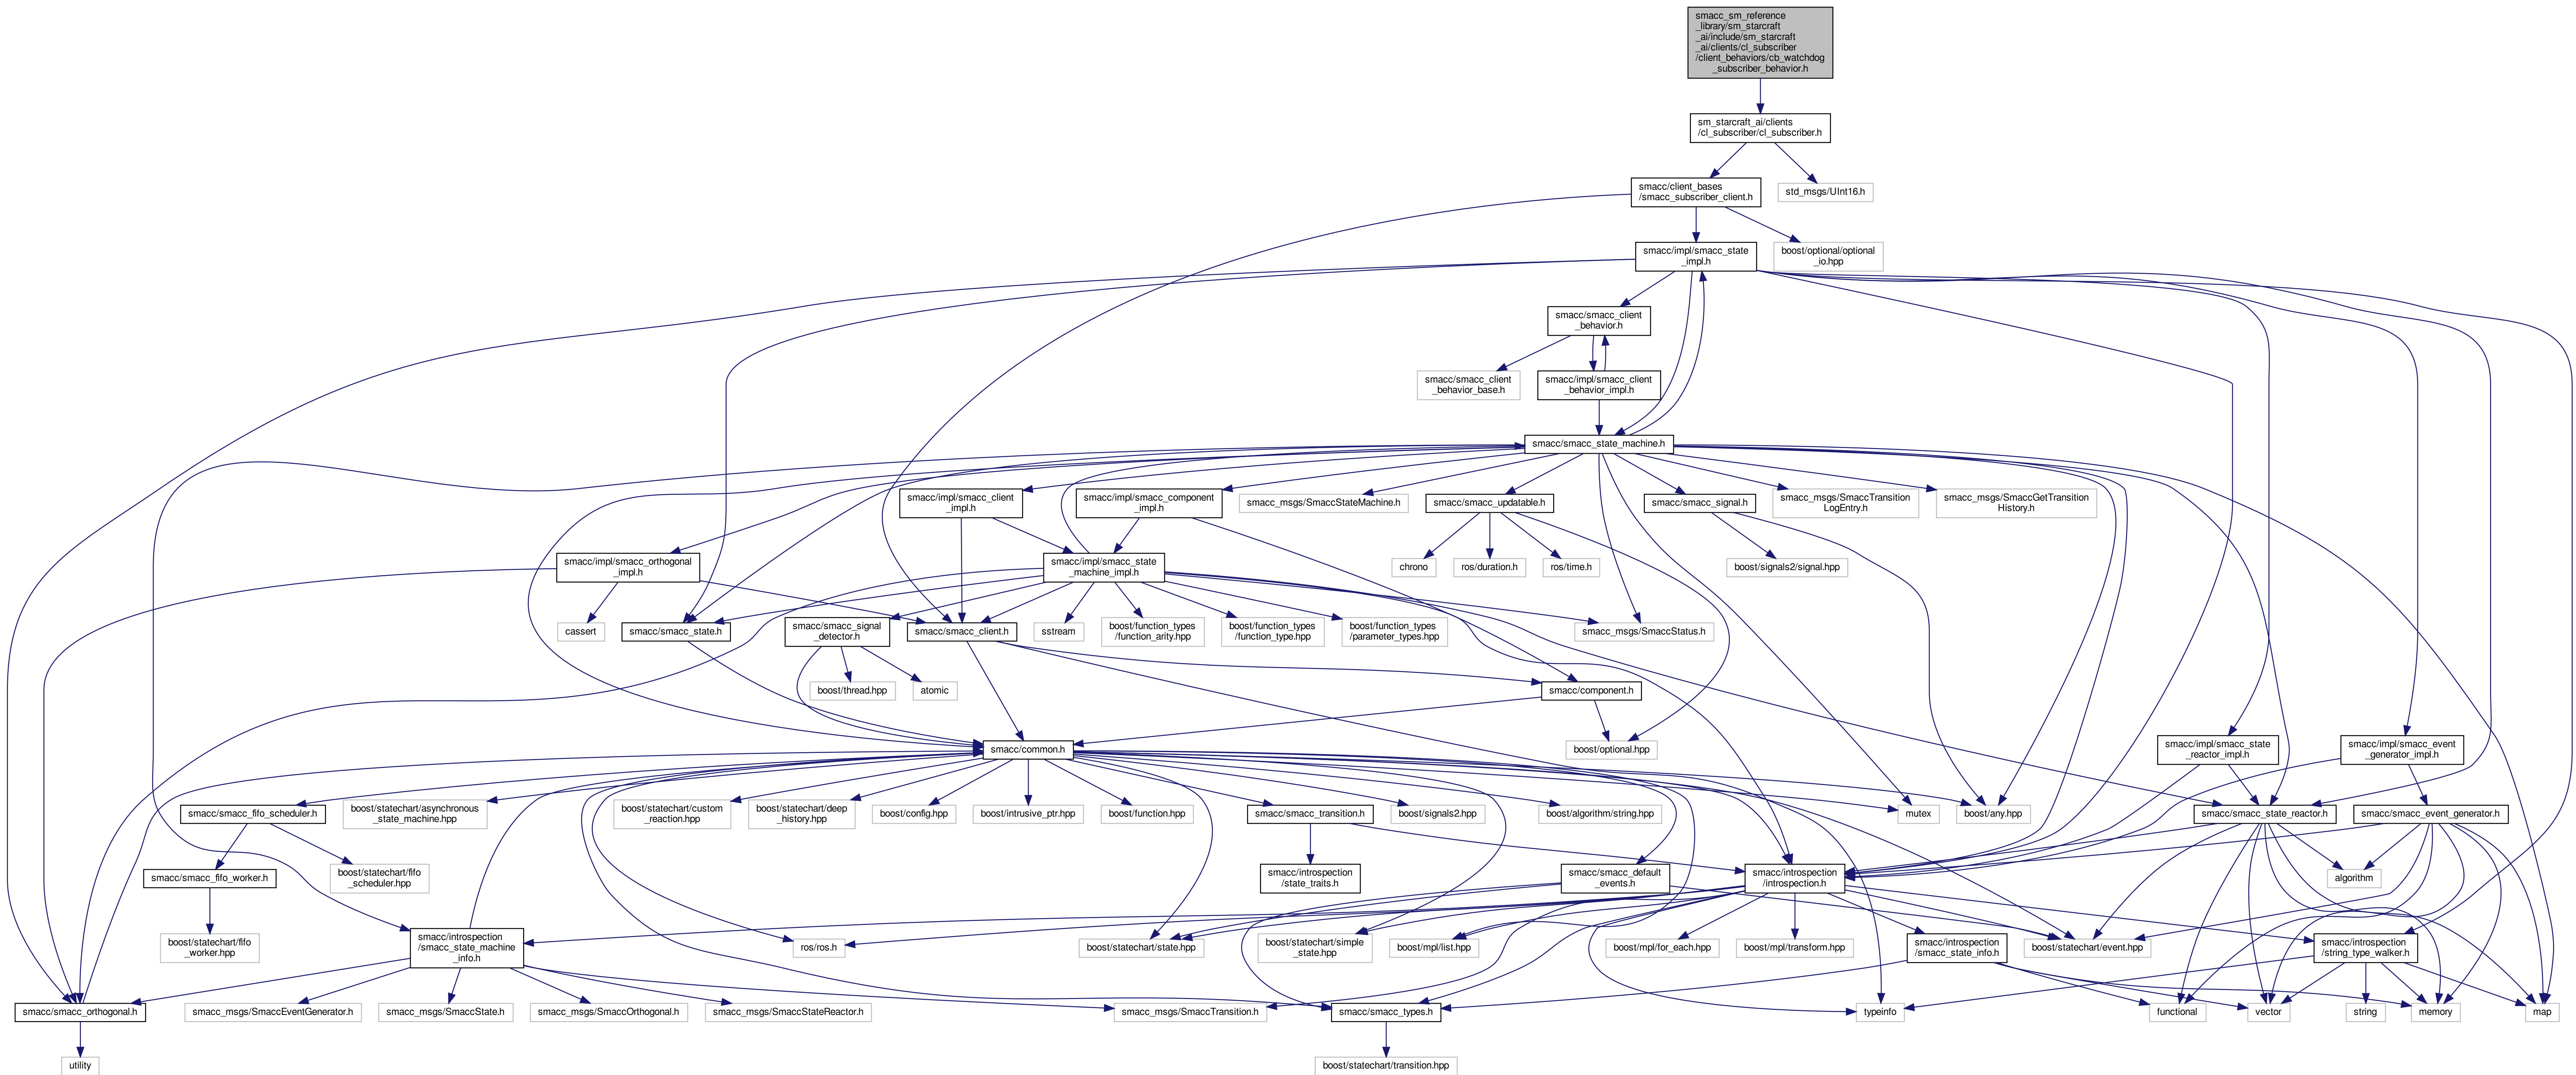 smacc_sm_reference
_library/sm_starcraft
_ai/include/sm_starcraft
_ai/clients/cl_subscriber
/client_behaviors/cb_watchdog
_subscriber_behavior.h
sm_starcraft_ai/clients
/cl_subscriber/cl_subscriber.h
smacc/client_bases
/smacc_subscriber_client.h
std_msgs/UInt16.h
smacc/impl/smacc_state
_impl.h
boost/optional/optional
_io.hpp
smacc/smacc_client
_behavior.h
smacc/smacc_client
_behavior_base.h
smacc/impl/smacc_client
_behavior_impl.h
smacc/smacc_state_machine.h
smacc/impl/smacc_client
_impl.h
smacc/impl/smacc_component
_impl.h
smacc_msgs/SmaccStateMachine.h
smacc/smacc_updatable.h
smacc/smacc_signal.h
smacc_msgs/SmaccTransition
LogEntry.h
smacc_msgs/SmaccGetTransition
History.h
smacc/impl/smacc_orthogonal
_impl.h
smacc/impl/smacc_state
_machine_impl.h
chrono
ros/duration.h
ros/time.h
boost/signals2/signal.hpp
cassert
smacc/smacc_state.h
smacc/smacc_signal
_detector.h
smacc/smacc_client.h
sstream
boost/function_types
/function_arity.hpp
boost/function_types
/function_type.hpp
boost/function_types
/parameter_types.hpp
smacc_msgs/SmaccStatus.h
boost/thread.hpp
atomic
smacc/component.h
smacc/common.h
boost/optional.hpp
smacc/impl/smacc_state
_reactor_impl.h
smacc/impl/smacc_event
_generator_impl.h
smacc/smacc_fifo_scheduler.h
boost/statechart/asynchronous
_state_machine.hpp
boost/statechart/custom
_reaction.hpp
boost/statechart/deep
_history.hpp
boost/config.hpp
boost/intrusive_ptr.hpp
boost/function.hpp
smacc/smacc_transition.h
boost/signals2.hpp
boost/algorithm/string.hpp
mutex
boost/any.hpp
smacc/smacc_state_reactor.h
smacc/smacc_event_generator.h
smacc/smacc_fifo_worker.h
boost/statechart/fifo
_scheduler.hpp
smacc/introspection
/state_traits.h
smacc/smacc_default
_events.h
smacc/introspection
/introspection.h
algorithm
boost/statechart/fifo
_worker.hpp
smacc/introspection
/smacc_state_machine
_info.h
ros/ros.h
boost/statechart/state.hpp
boost/statechart/simple
_state.hpp
boost/mpl/list.hpp
boost/mpl/for_each.hpp
boost/mpl/transform.hpp
smacc/introspection
/smacc_state_info.h
boost/statechart/event.hpp
smacc/introspection
/string_type_walker.h
smacc/smacc_orthogonal.h
smacc_msgs/SmaccEventGenerator.h
smacc_msgs/SmaccState.h
smacc_msgs/SmaccOrthogonal.h
smacc_msgs/SmaccStateReactor.h
smacc_msgs/SmaccTransition.h
smacc/smacc_types.h
typeinfo
functional
vector
string
memory
map
utility
boost/statechart/transition.hpp